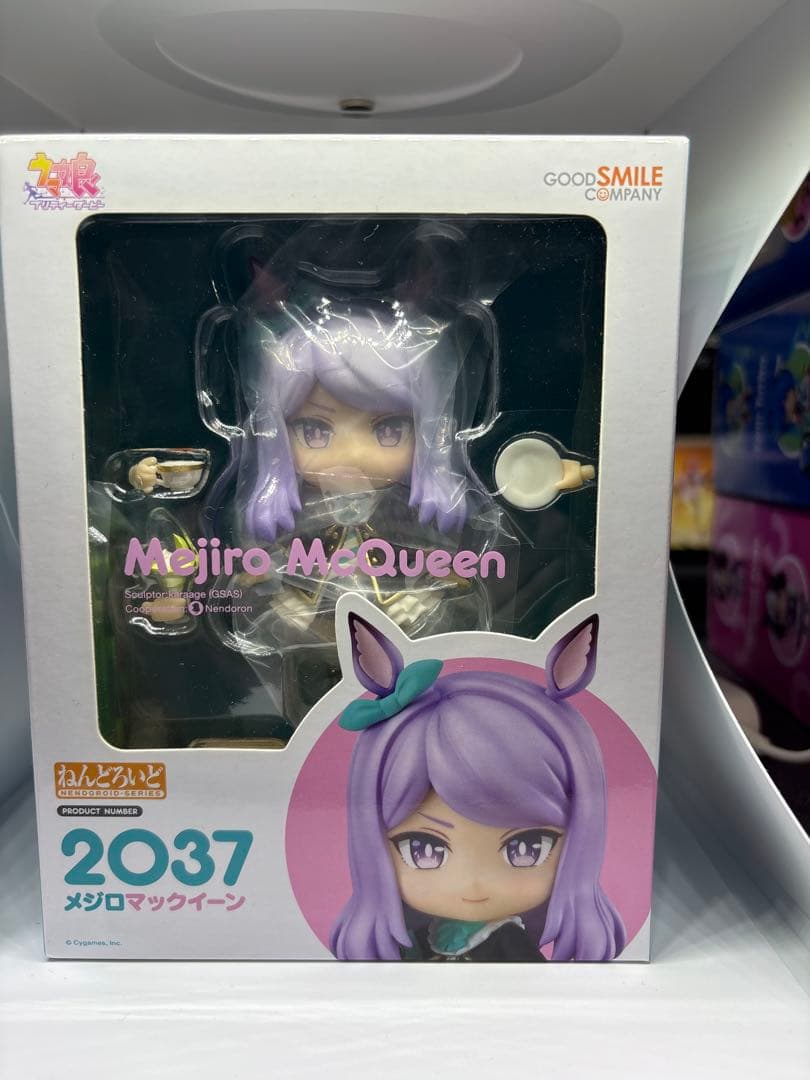 ウマ娘
プリティーダービー
GOOD SMILE
COMPANY
Mejiro McQueen
Sculptor:karaage (GSAS)
Cooperation: Nendoron
ねんどろいど
NENDOROID-SERIES
PRODUCT NUMBER
2037
メジロマックイーン
© Cygames, Inc.